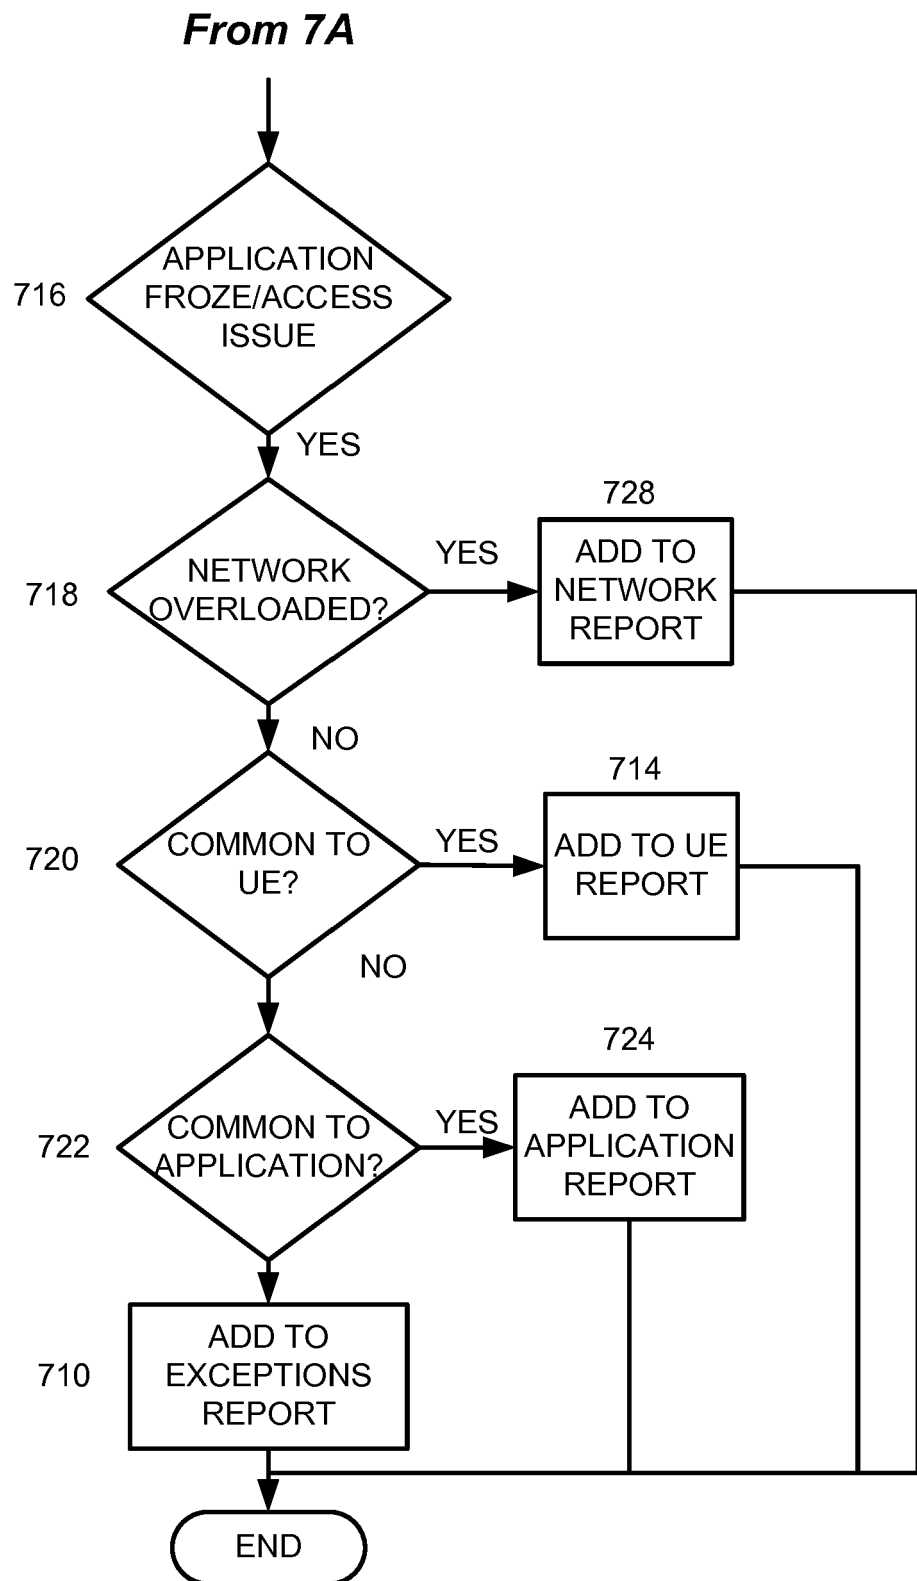 From 7A
716
APPLICATION
FROZE/ACCESS
ISSUE
YES
718
NETWORK
OVERLOADED?
YES
728
ADD TO
NETWORK
REPORT
NO
720
COMMON TO
UE?
YES
714
ADD TO UE
REPORT
NO
722
COMMON TO
APPLICATION?
YES
724
ADD TO
APPLICATION
REPORT
710
ADD TO
EXCEPTIONS
REPORT
END